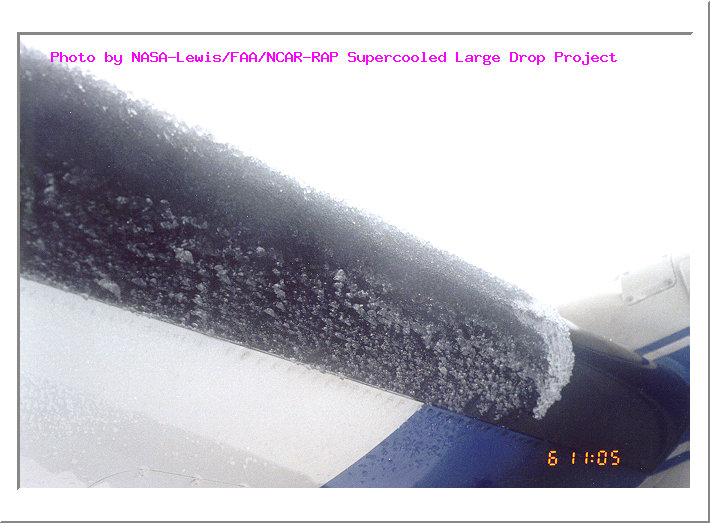 Photo by NASA-Lewis/FAA/NCAR-RAP Supercooled Large Drop Project
6 11:05